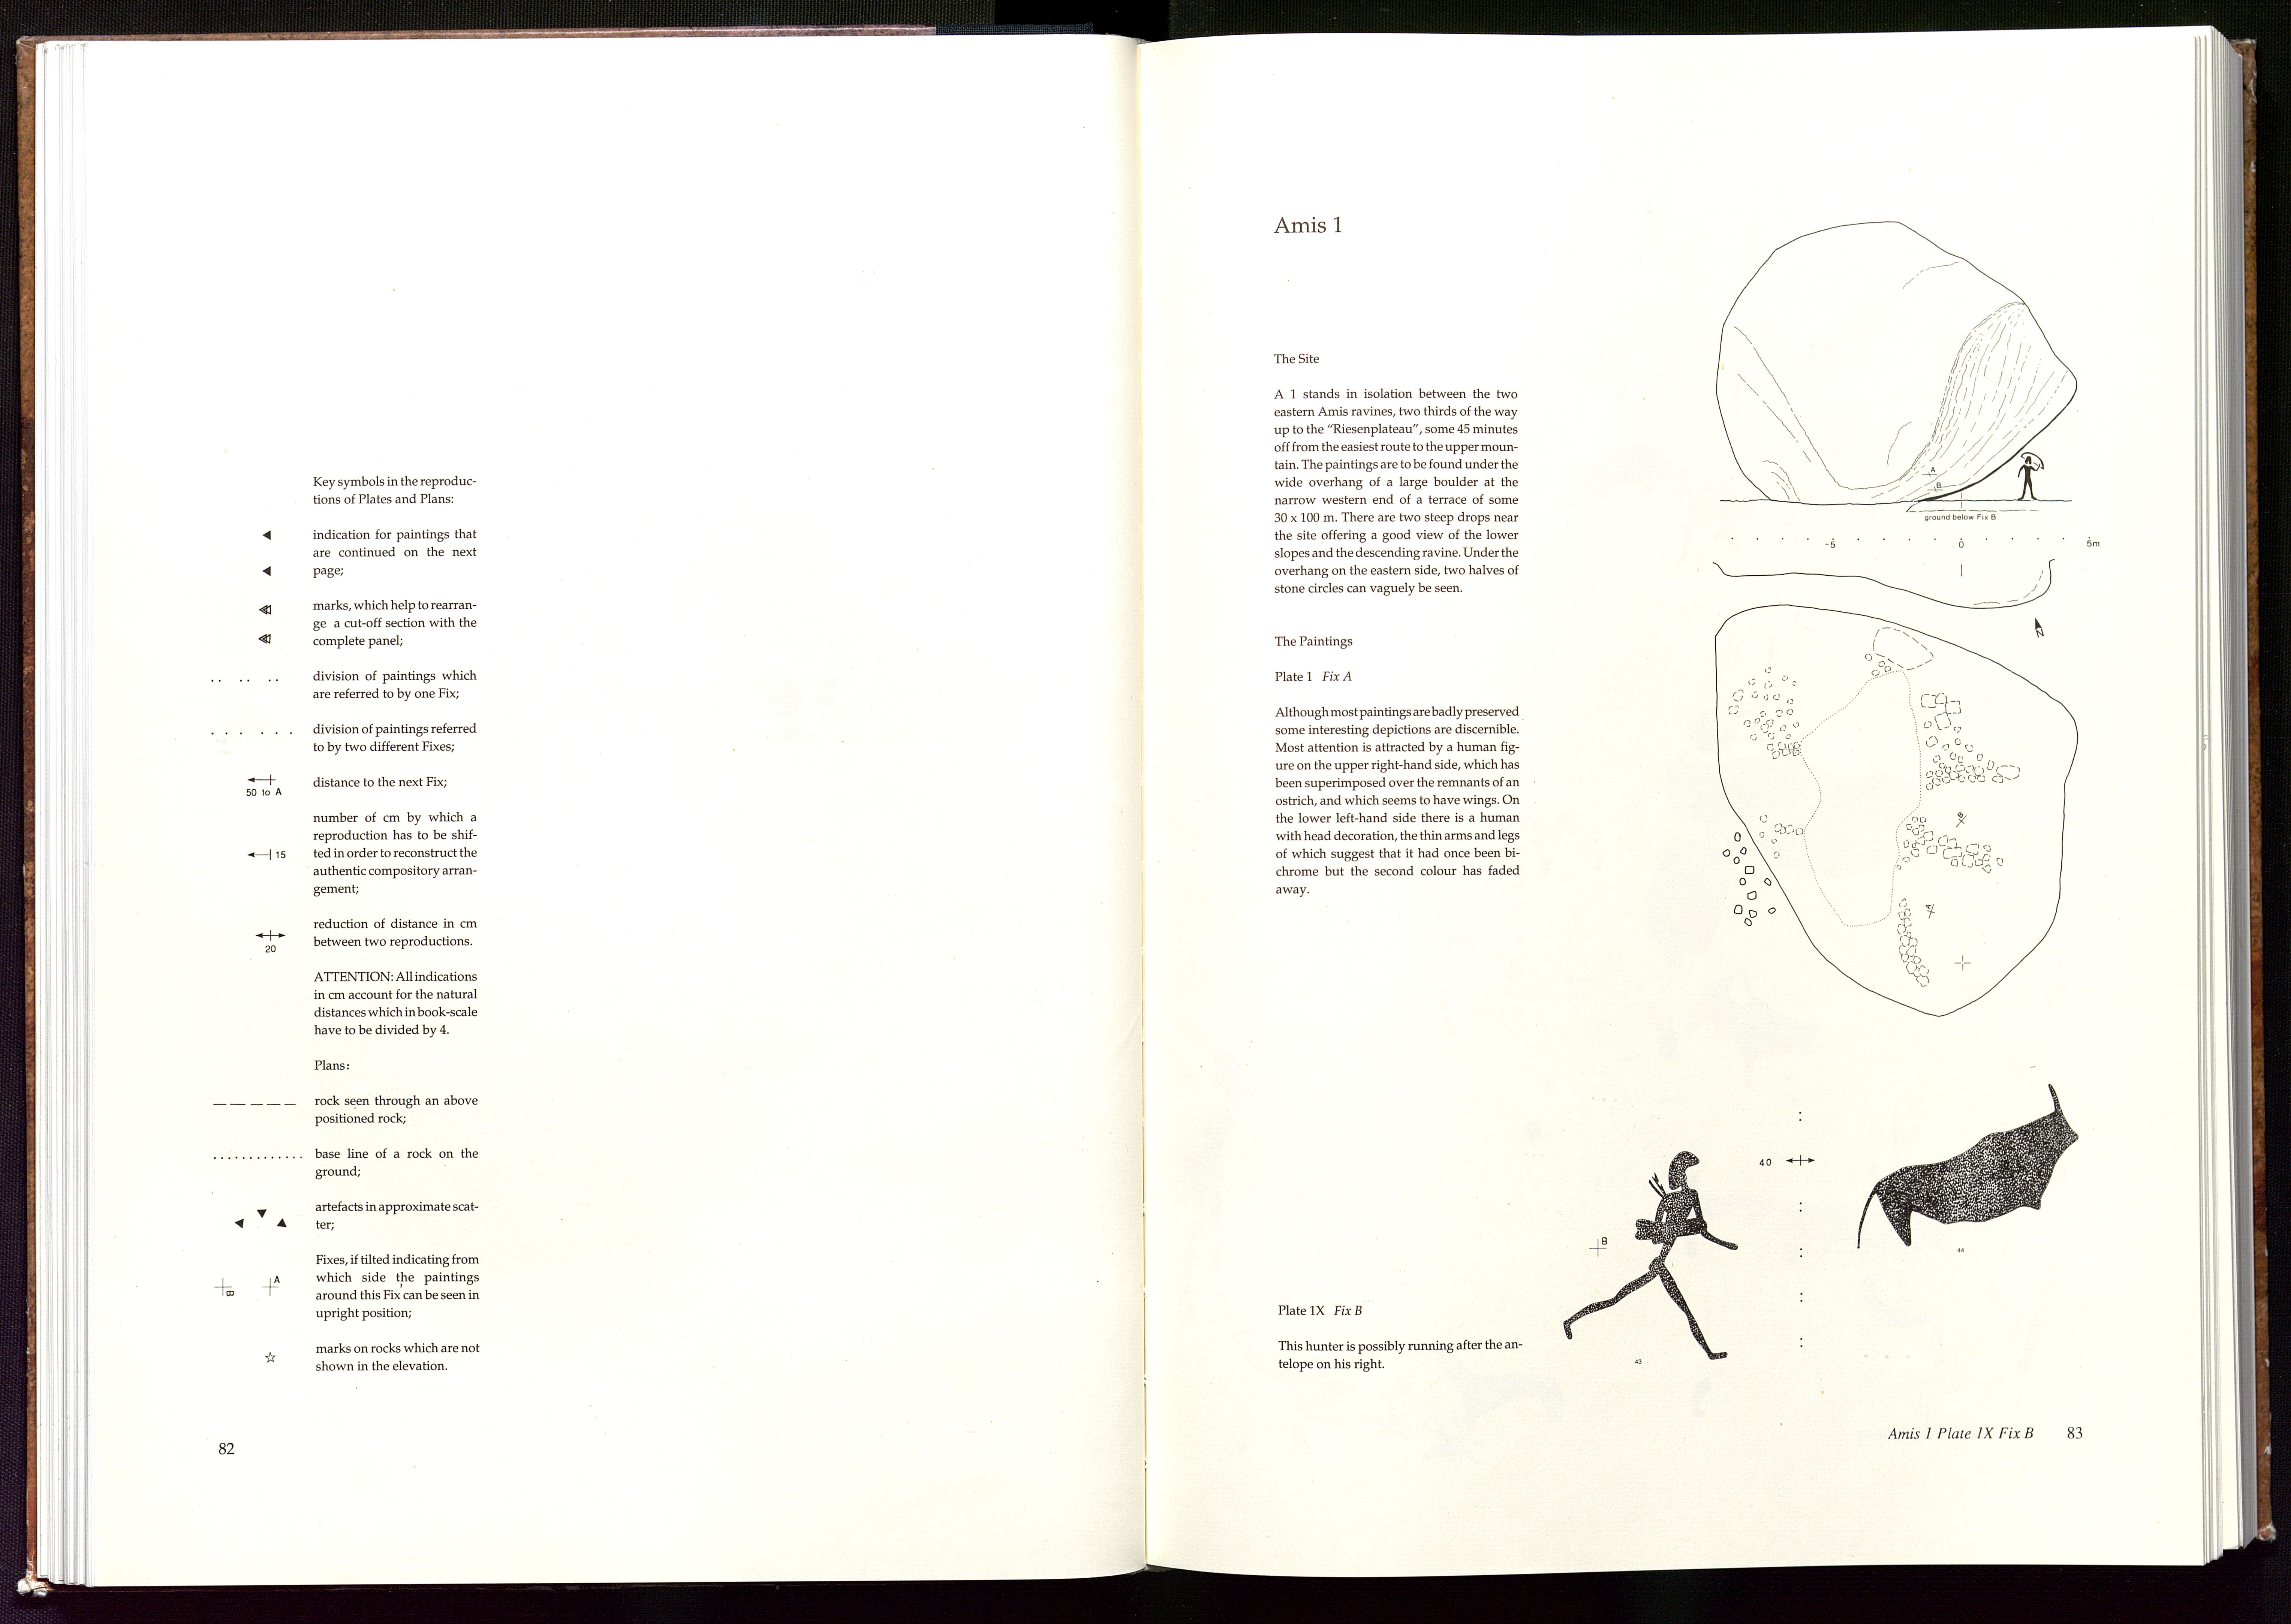 Key symbols in the reproduc-
tions of Plates and Plans:
indication for paintings that
are continued on the next
page;
marks, which help to rearran-
ge a cut-off section with the
complete panel;
division of paintings which
are referred to by one Fix;
division of paintings referred
to by two different Fixes;
distance to the next Fix;
50 to A
number of cm by which a
reproduction has to be shif-
ted in order to reconstruct the
authentic compository arran-
gement;
15
reduction of distance in cm
between two reproductions.
20
ATTENTION: All indications
in cm account for the natural
distances which in book-scale
have to be divided by 4.
Plans:
rock seen through an above
positioned rock;
base line of a rock on the
ground;
artefacts in approximate scat-
ter;
Fixes, if tilted indicating from
which side the paintings
around this Fix can be seen in
upright position;
B A
marks on rocks which are not
shown in the elevation.
82
Amis 1
The Site
A 1 stands in isolation between the two
eastern Amis ravines, two thirds of the way
up to the "Riesenplateau", some 45 minutes
off from the easiest route to the upper moun-
tain. The paintings are to be found under the
wide overhang of a large boulder at the
narrow western end of a terrace of some
30 x 100 m. There are two steep drops near
the site offering a good view of the lower
slopes and the descending ravine. Under the
overhang on the eastern side, two halves of
stone circles can vaguely be seen.
The Paintings
Plate 1 Fix A
Although most paintings are badly preserved
some interesting depictions are discernible.
Most attention is attracted by a human fig-
ure on the upper right-hand side, which has
been superimposed over the remnants of an
ostrich, and which seems to have wings. On
the lower left-hand side there is a human
with head decoration, the thin arms and legs
of which suggest that it had once been bi-
chrome but the second colour has faded
away.
A
B
ground below Fix B
-5 0 5m
N
B
A
40
B
44
43
Plate 1X Fix B
This hunter is possibly running after the an-
telope on his right.
Amis 1 Plate 1X Fix B 83